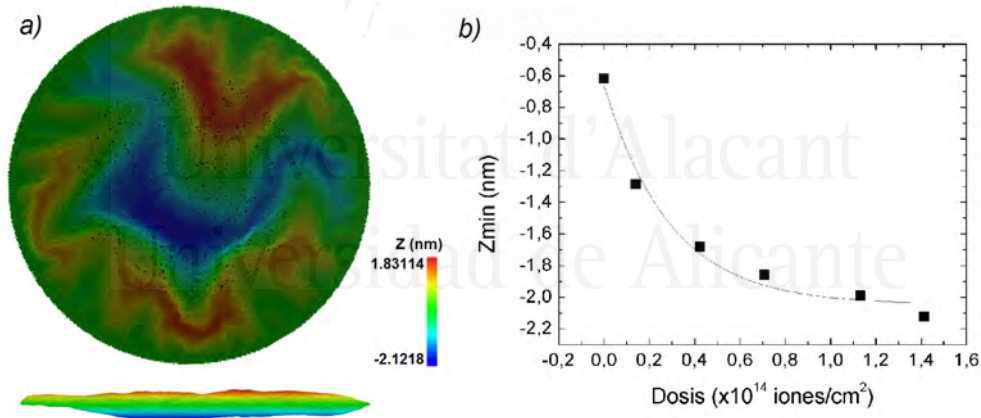 a)
Z (nm)
1.83114
-2.1218
b)
-0,4
-0,6
-0,8
-1,0
-1,2
-1,4
-1,6
-1,8
-2,0
-2,2
Zmin (nm)
-0,2 0,0 0,2 0,4 0,6 0,8 1,0 1,2 1,4 1,6
Dosis (x10¹⁴ iones/cm²)
Universitat d'Alacant
Universidad de Alicante